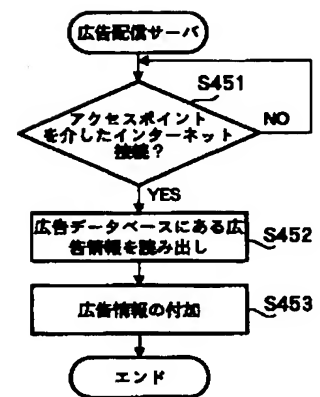 広告配信サーバ
S451
アクセスポイント
を介したインターネット
接続？
NO
YES
広告データベースにある広
告情報を読み出し
S452
広告情報の付加
S453
エンド